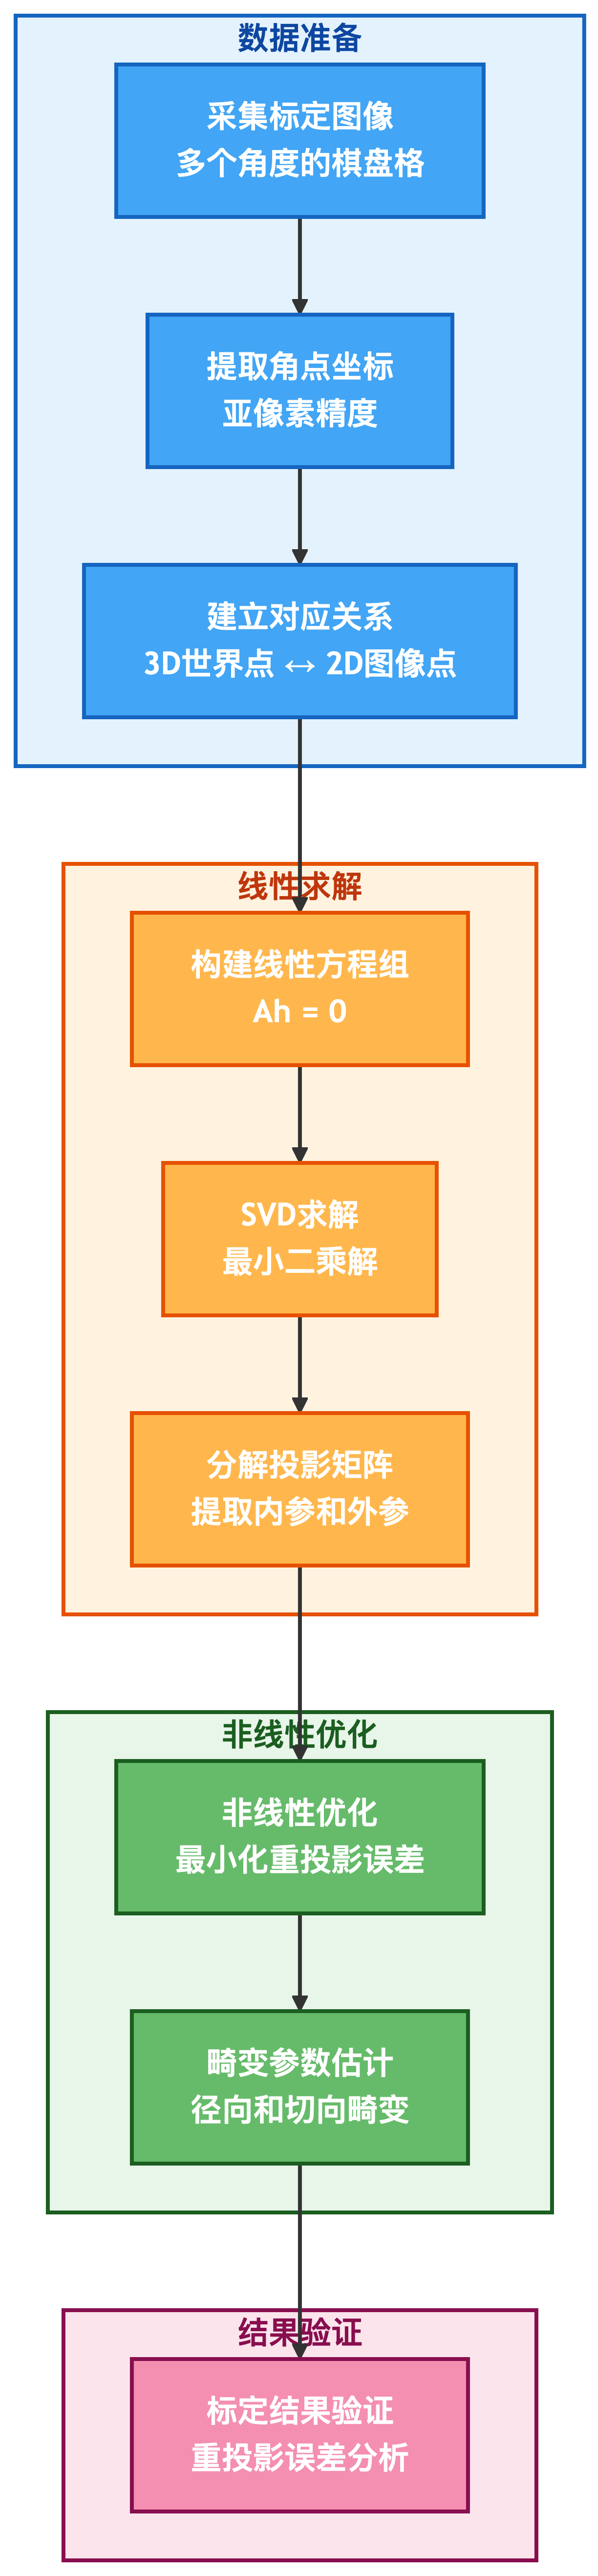 数据准备
采集标定图像
多个角度的棋盘格
提取角点坐标
亚像素精度
建立对应关系
3D世界点 ↔ 2D图像点
线性求解
构建线性方程组
Ah = 0
SVD求解
最小二乘解
分解投影矩阵
提取内参和外参
非线性优化
非线性优化
最小化重投影误差
畸变参数估计
径向和切向畸变
结果验证
标定结果验证
重投影误差分析